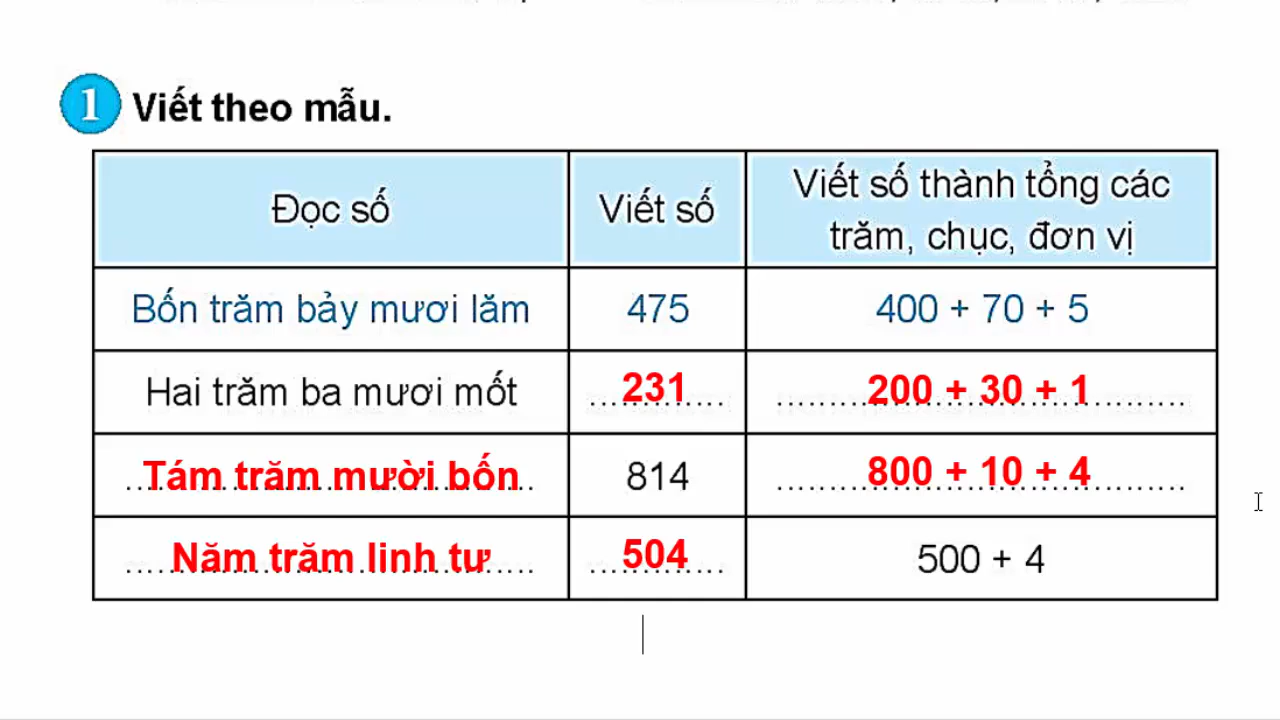 1 Viết theo mẫu.
Đọc số Viết số Viết số thành tổng các
trăm, chục, đơn vị
Bốn trăm bảy mươi lăm 475 400 + 70 + 5
Hai trăm ba mươi mốt 231 200 + 30 + 1
Tám trăm mười bốn 814 800 + 10 + 4
Năm trăm linh tư 504 500 + 4